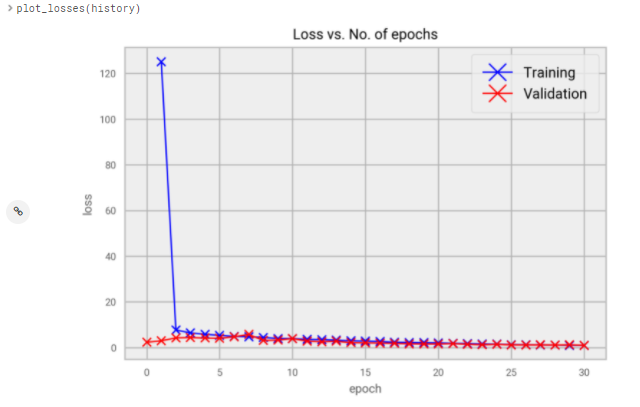 plot_losses(history)
Loss vs. No. of epochs
Training
Validation
120
100
80
60
40
20
0
loss
0 5 10 15 20 25 30
epoch